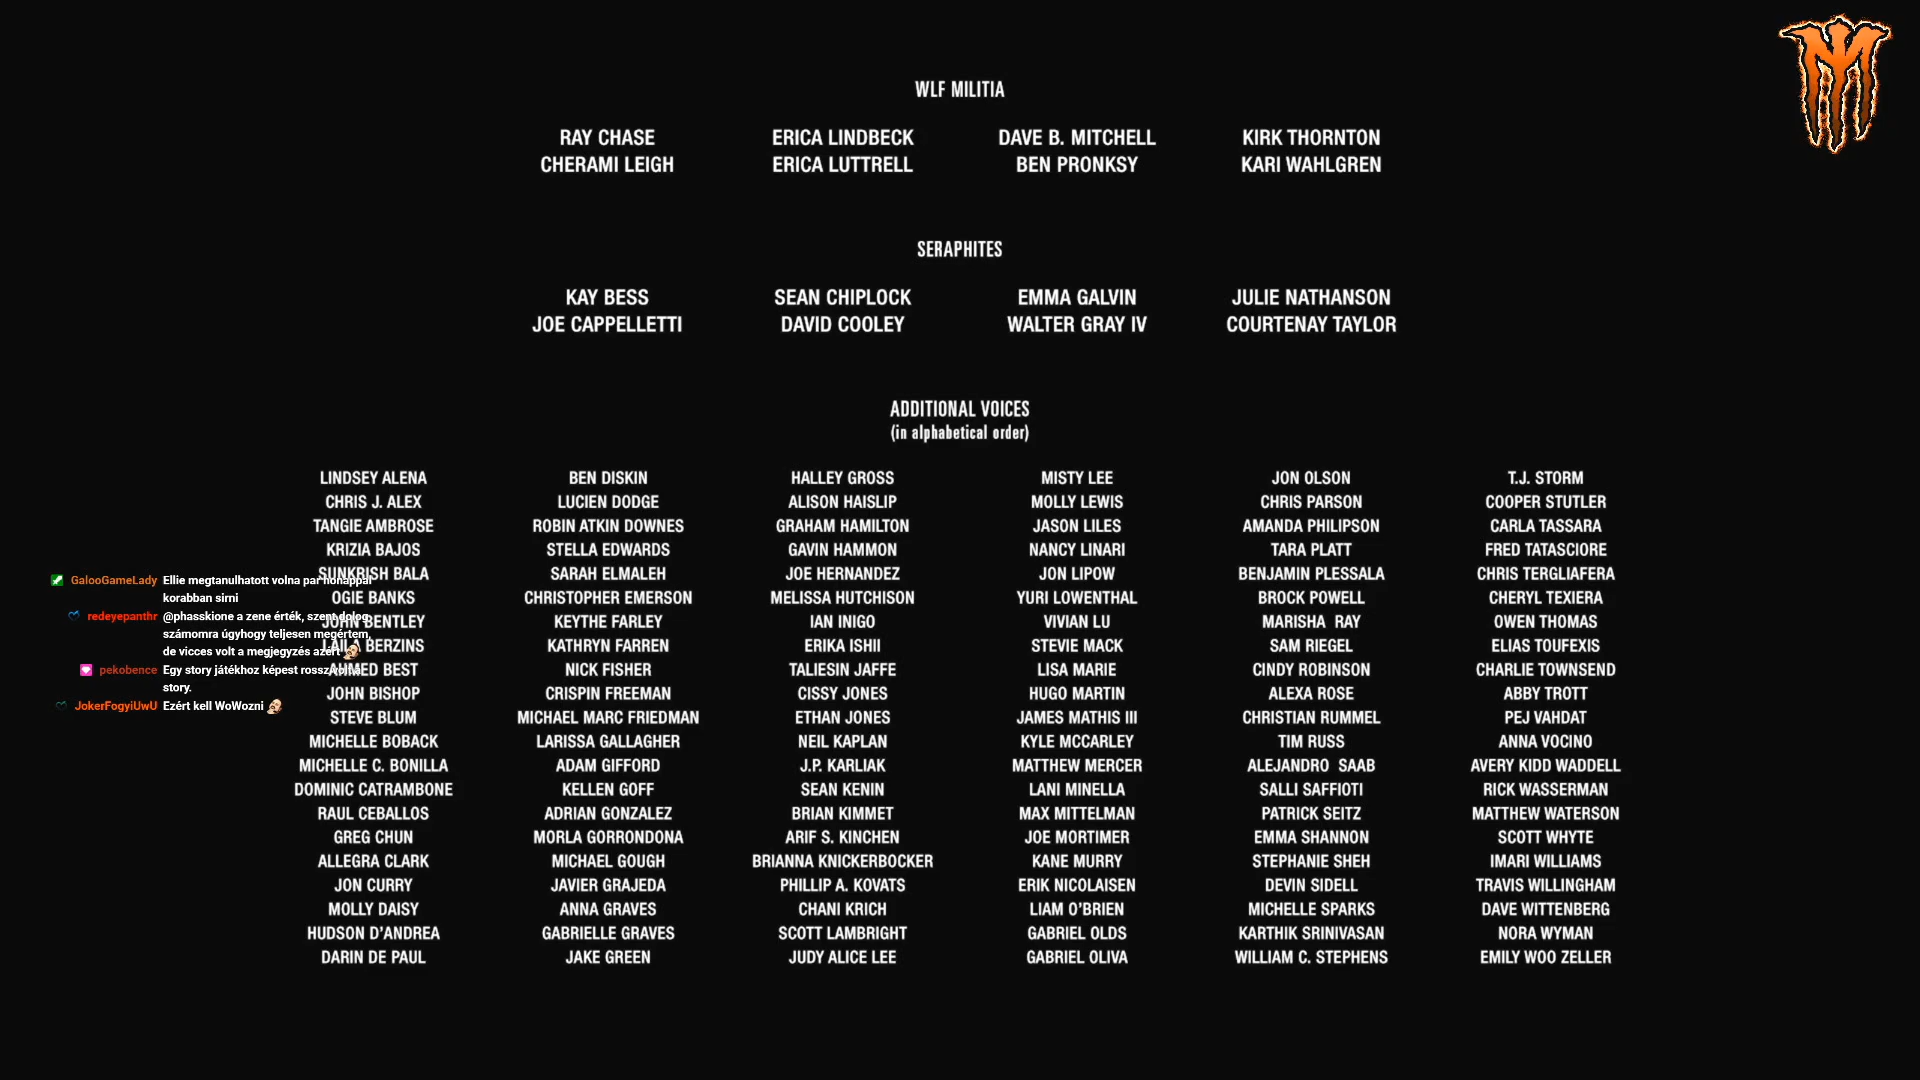 WLF MILITIA
RAY CHASE ERICA LINDBECK DAVE B. MITCHELL KIRK THORNTON
CHERAMI LEIGH ERICA LUTTRELL BEN PRONKSY KARI WAHLGREN
SERAPHITES
KAY BESS SEAN CHIPLOCK EMMA GALVIN JULIE NATHANSON
JOE CAPPELLETTI DAVID COOLEY WALTER GRAY IV COURTENAY TAYLOR
ADDITIONAL VOICES
(in alphabetical order)
LINDSEY ALENA BEN DISKIN HALLEY GROSS MISTY LEE JON OLSON T.J. STORM
CHRIS J. ALEX LUCIEN DODGE ALISON HAISLIP MOLLY LEWIS CHRIS PARSON COOPER STUTLER
TANGIE AMBROSE ROBIN ATKIN DOWNES GRAHAM HAMILTON JASON LILES AMANDA PHILIPSON CARLA TASSARA
KRIZIA BAJOS STELLA EDWARDS GAVIN HAMMON NANCY LINARI TARA PLATT FRED TATASCIORE
SUNKRISH BALA SARAH ELMALEH JOE HERNANDEZ JON LIPOW BENJAMIN PLESSALA CHRIS TERGLIAFERA
OGIE BANKS CHRISTOPHER EMERSON MELISSA HUTCHISON YURI LOWENTHAL BROCK POWELL CHERYL TEXIERA
JOHN BENTLEY KEYTHE FARLEY IAN INIGO VIVIAN LU MARISHA RAY OWEN THOMAS
LAILA BERZINS KATHRYN FARREN ERIKA ISHII STEVIE MACK SAM RIEGEL ELIAS TOUFEXIS
AHMED BEST NICK FISHER TALIESIN JAFFE LISA MARIE CINDY ROBINSON CHARLIE TOWNSEND
JOHN BISHOP CRISPIN FREEMAN CISSY JONES HUGO MARTIN ALEXA ROSE ABBY TROTT
STEVE BLUM MICHAEL MARC FRIEDMAN ETHAN JONES JAMES MATHIS III CHRISTIAN RUMMEL PEJ VAHDAT
MICHELLE BOBACK LARISSA GALLAGHER NEIL KAPLAN KYLE MCCARLEY TIM RUSS ANNA VOCINO
MICHELLE C. BONILLA ADAM GIFFORD J.P. KARLIAK MATTHEW MERCER ALEJANDRO SAAB AVERY KIDD WADDELL
DOMINIC CATRAMBONE KELLEN GOFF SEAN KENIN LANI MINELLA SALLI SAFFIOTI RICK WASSERMAN
RAUL CEBALLOS ADRIAN GONZALEZ BRIAN KIMMET MAX MITTELMAN PATRICK SEITZ MATTHEW WATERSON
GREG CHUN MORLA GORRONDONA ARIF S. KINCHEN JOE MORTIMER EMMA SHANNON SCOTT WHYTE
ALLEGRA CLARK MICHAEL GOUGH BRIANNA KNICKERBOCKER KANE MURRY STEPHANIE SHEH IMARI WILLIAMS
JON CURRY JAVIER GRAJEDA PHILLIP A. KOVATS ERIK NICOLAISEN DEVIN SIDELL TRAVIS WILLINGHAM
MOLLY DAISY ANNA GRAVES CHANI KRICH LIAM O'BRIEN MICHELLE SPARKS DAVE WITTENBERG
HUDSON D'ANDREA GABRIELLE GRAVES SCOTT LAMBRIGHT GABRIEL OLDS KARTHIK SRINIVASAN NORA WYMAN
DARIN DE PAUL JAKE GREEN JUDY ALICE LEE GABRIEL OLIVA WILLIAM C. STEPHENS EMILY WOO ZELLER
GalooGameLady Ellie megtanulhatott volna par honappal
korabban sirni
redeyepanthr @phasskione a zene érték, szent dolog
számomra úgyhogy teljesen megértem,
de vicces volt a megjegyzés azért
pekobence Egy story játékhoz képest rossz volt a
story.
JokerFogyiUwU Ezért kell WoWozni